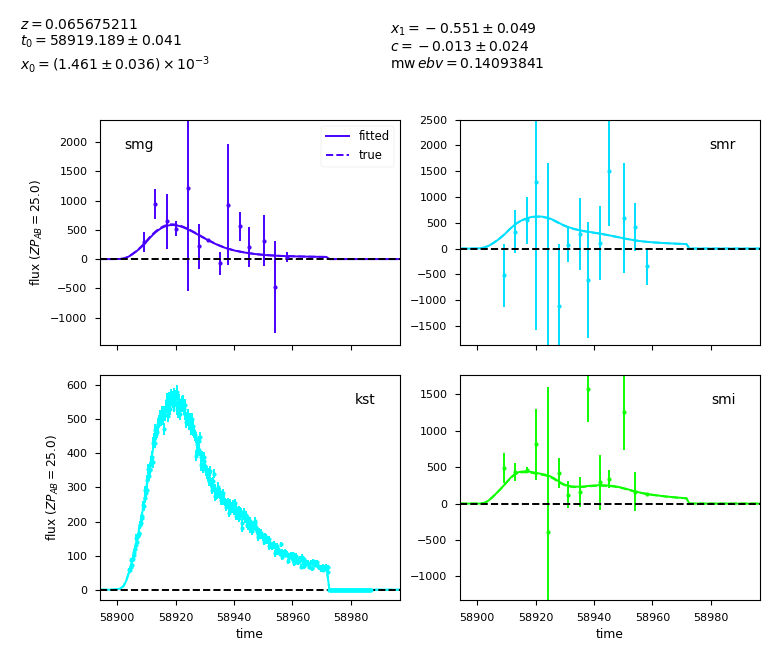 z = 0.065675211
t₀ = 58919.189 ± 0.041
x₀ = (1.461 ± 0.036) × 10⁻³
x₁ = −0.551 ± 0.049
c = −0.013 ± 0.024
mw ebv = 0.14093841
smg
fitted
true
2000
1500
1000
500
0
−500
−1000
flux (ZP_AB = 25.0)
smr
2500
2000
1500
1000
500
0
−500
−1000
−1500
kst
600
500
400
300
200
100
0
flux (ZP_AB = 25.0)
58900 58920 58940 58960 58980
time
smi
1500
1000
500
0
−500
−1000
58900 58920 58940 58960 58980
time